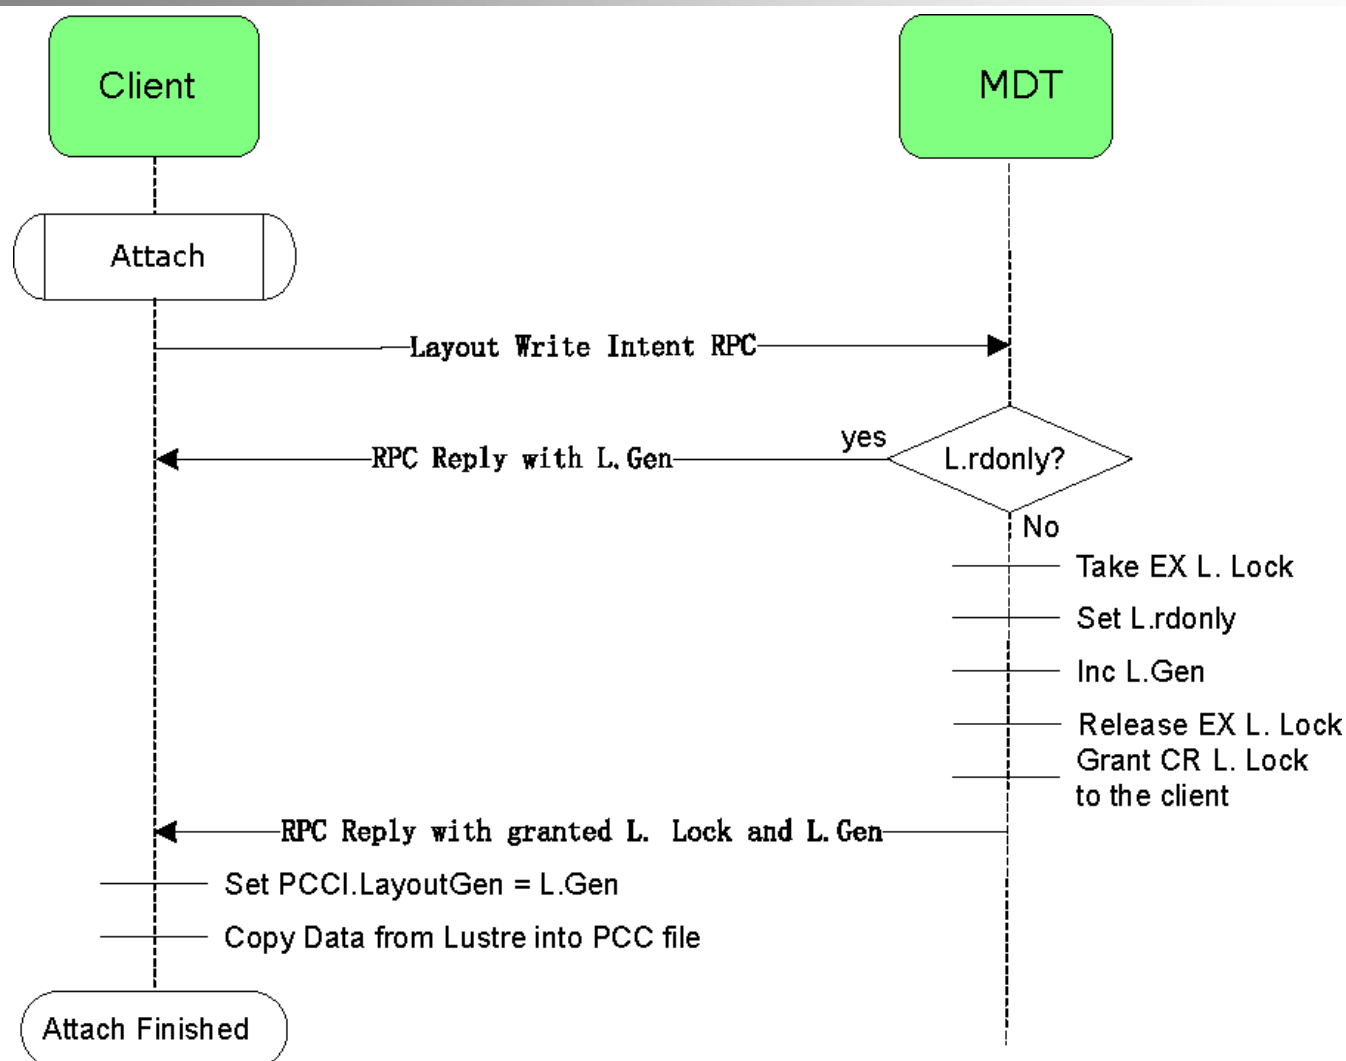 Client
MDT
Attach
Layout Write Intent RPC
yes
RPC Reply with L.Gen
L.rdonly?
No
Take EX L. Lock
Set L.rdonly
Inc L.Gen
Release EX L. Lock
Grant CR L. Lock
to the client
RPC Reply with granted L. Lock and L.Gen
Set PCCI.LayoutGen = L.Gen
Copy Data from Lustre into PCC file
Attach Finished